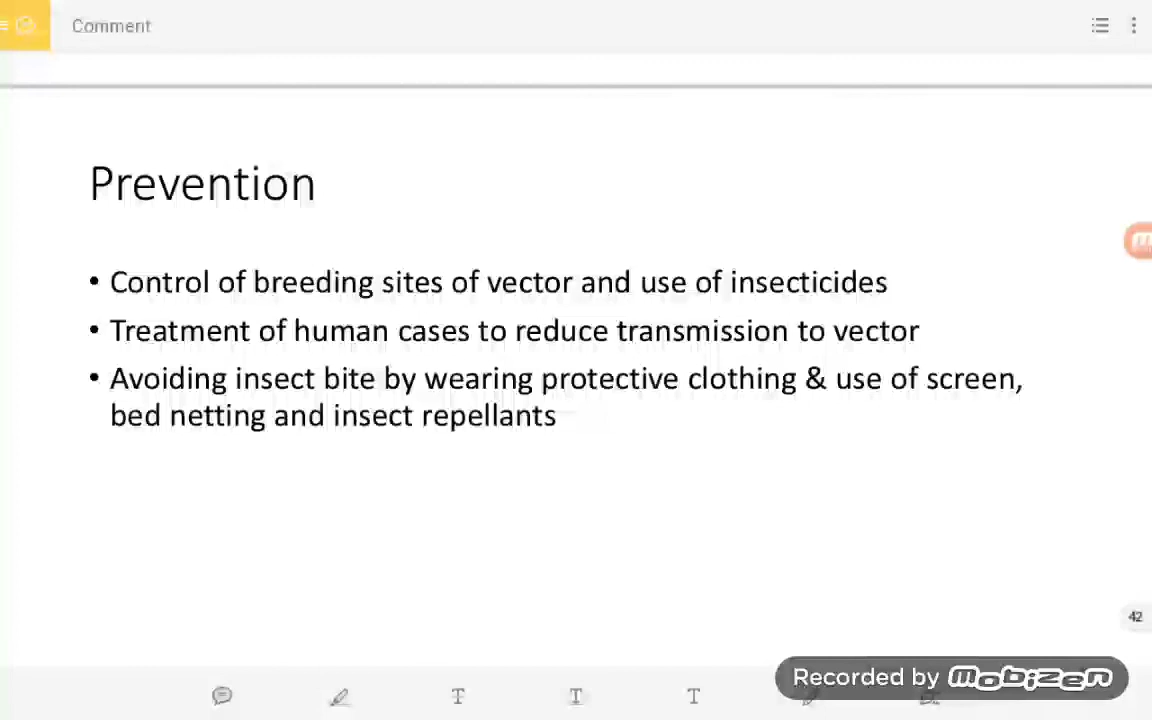 Comment
Prevention
• Control of breeding sites of vector and use of insecticides
• Treatment of human cases to reduce transmission to vector
• Avoiding insect bite by wearing protective clothing & use of screen,
bed netting and insect repellants
42
Recorded by mobizen